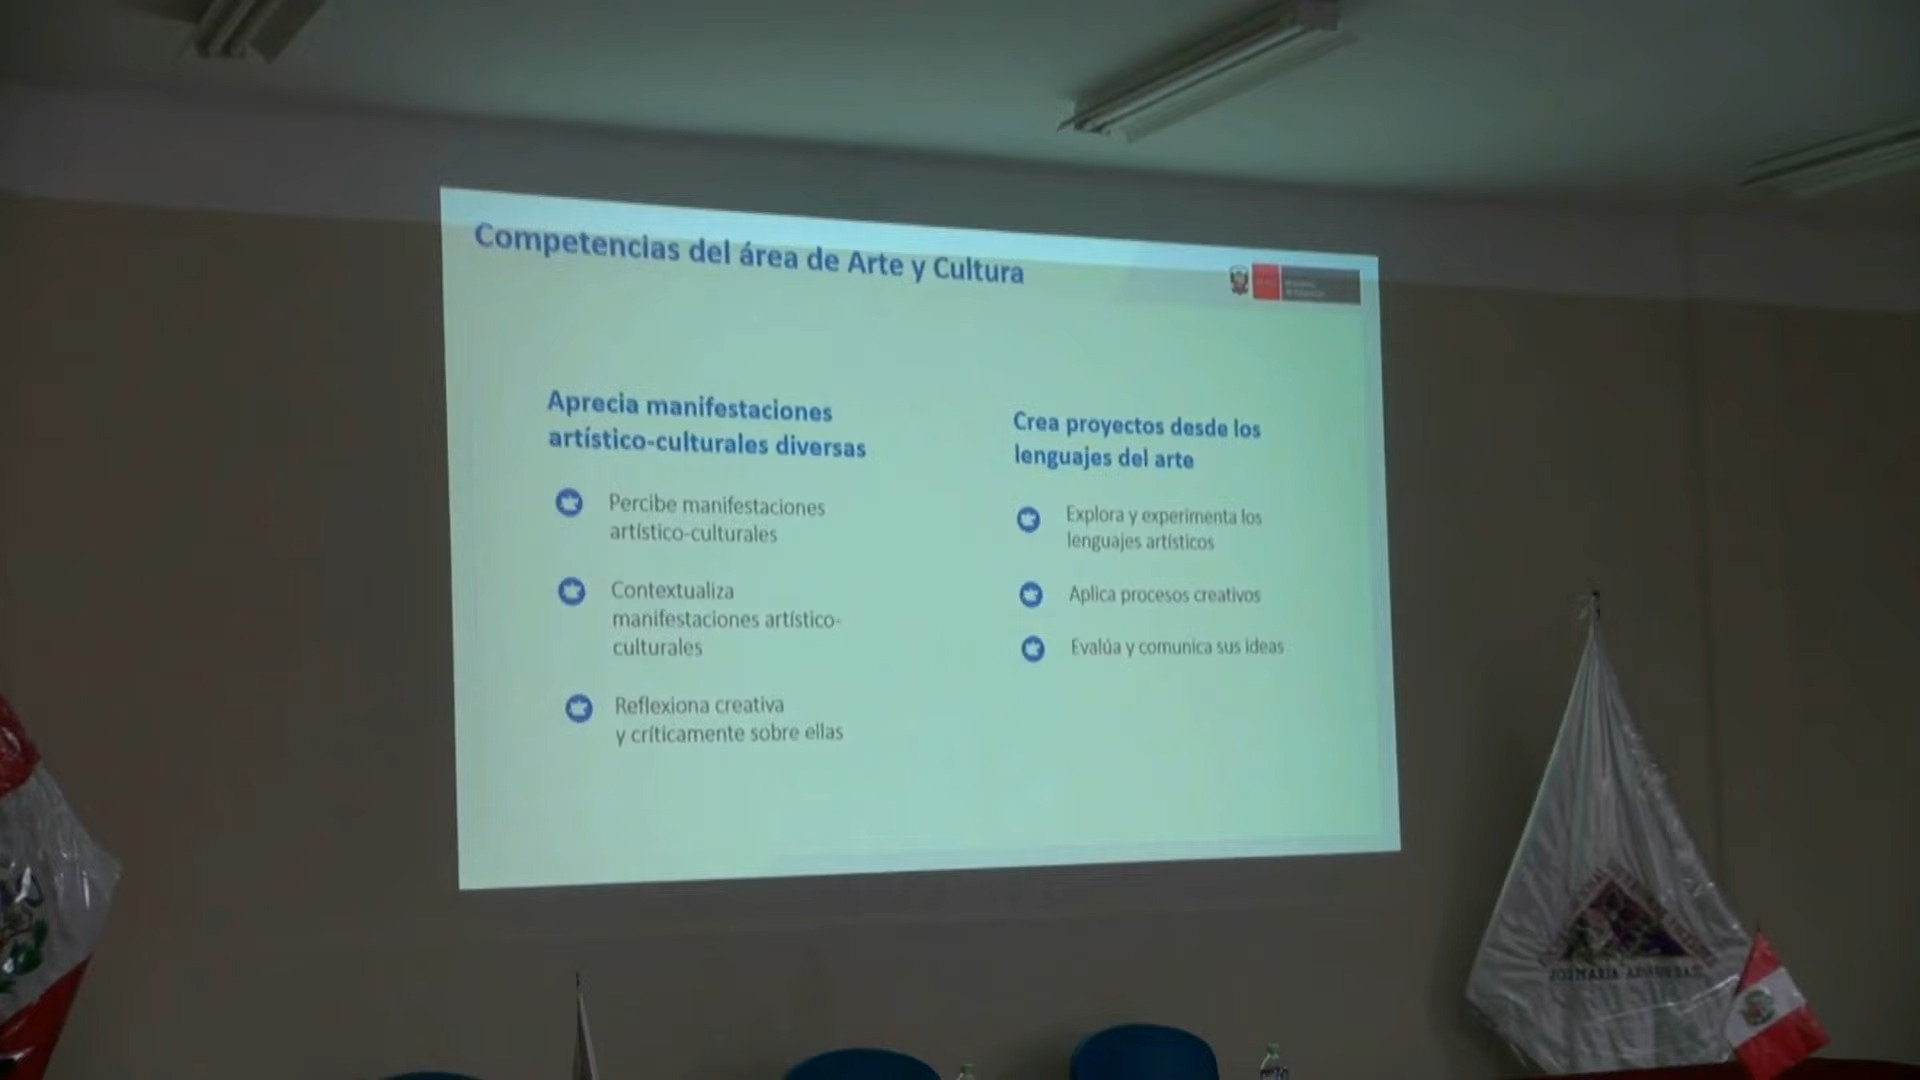 Competencias del área de Arte y Cultura
Aprecia manifestaciones
artístico-culturales diversas
Percibe manifestaciones
artístico-culturales
Contextualiza
manifestaciones artístico-
culturales
Reflexiona creativa
y críticamente sobre ellas
Crea proyectos desde los
lenguajes del arte
Explora y experimenta los
lenguajes artísticos
Aplica procesos creativos
Evalúa y comunica sus ideas